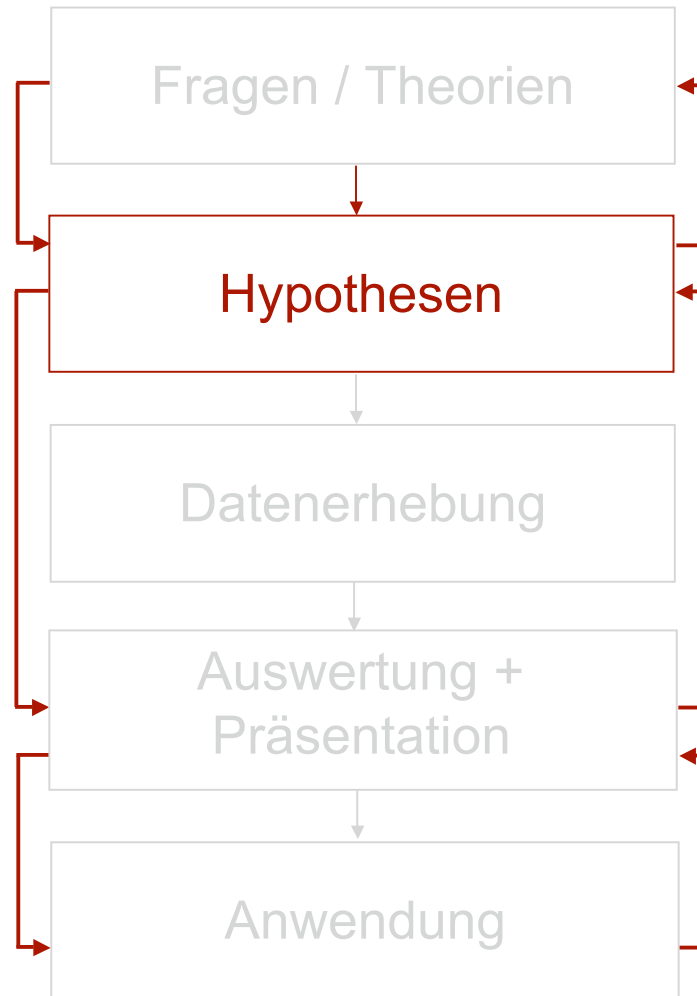 Fragen / Theorien
Hypothesen
Datenerhebung
Auswertung +
Präsentation
Anwendung